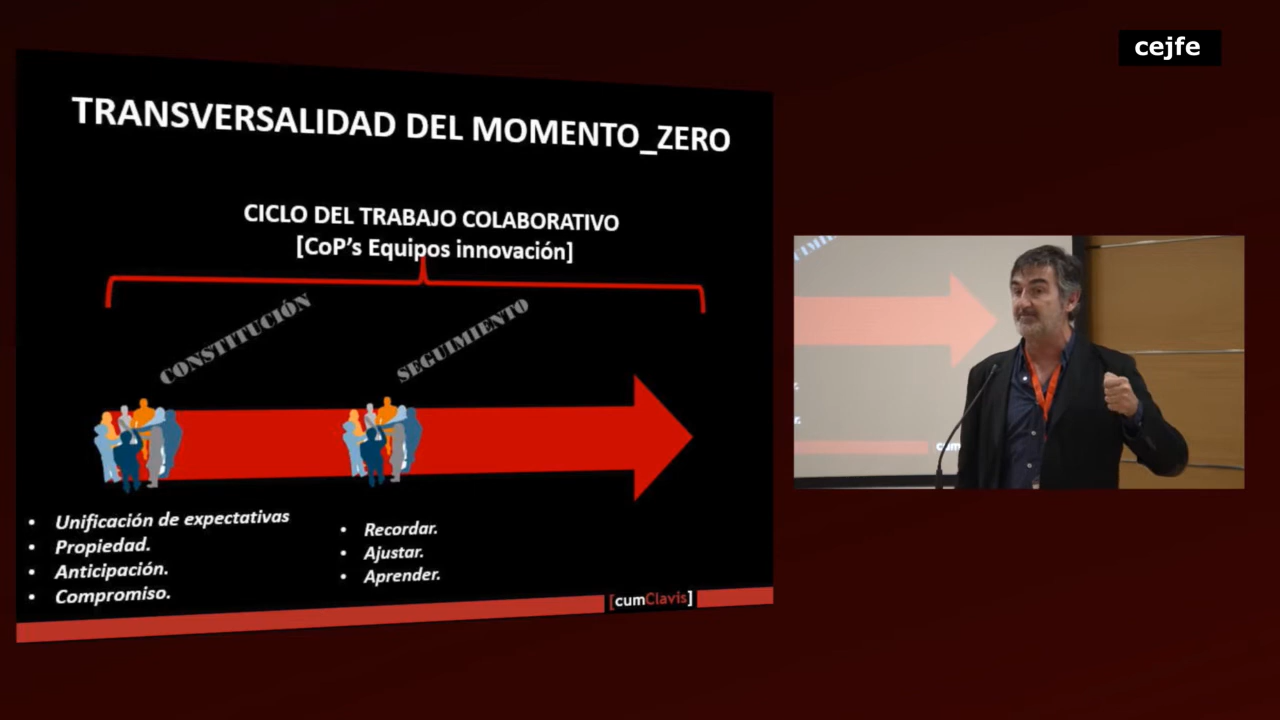 cejfe
TRANSVERSALIDAD DEL MOMENTO_ZERO
CICLO DEL TRABAJO COLABORATIVO
[CoP's Equipos innovación]
CONSTITUCIÓN
SEGUIMIENTO
• Unificación de expectativas
• Propiedad.
• Anticipación.
• Compromiso.
• Recordar.
• Ajustar.
• Aprender.
[cumClavis]